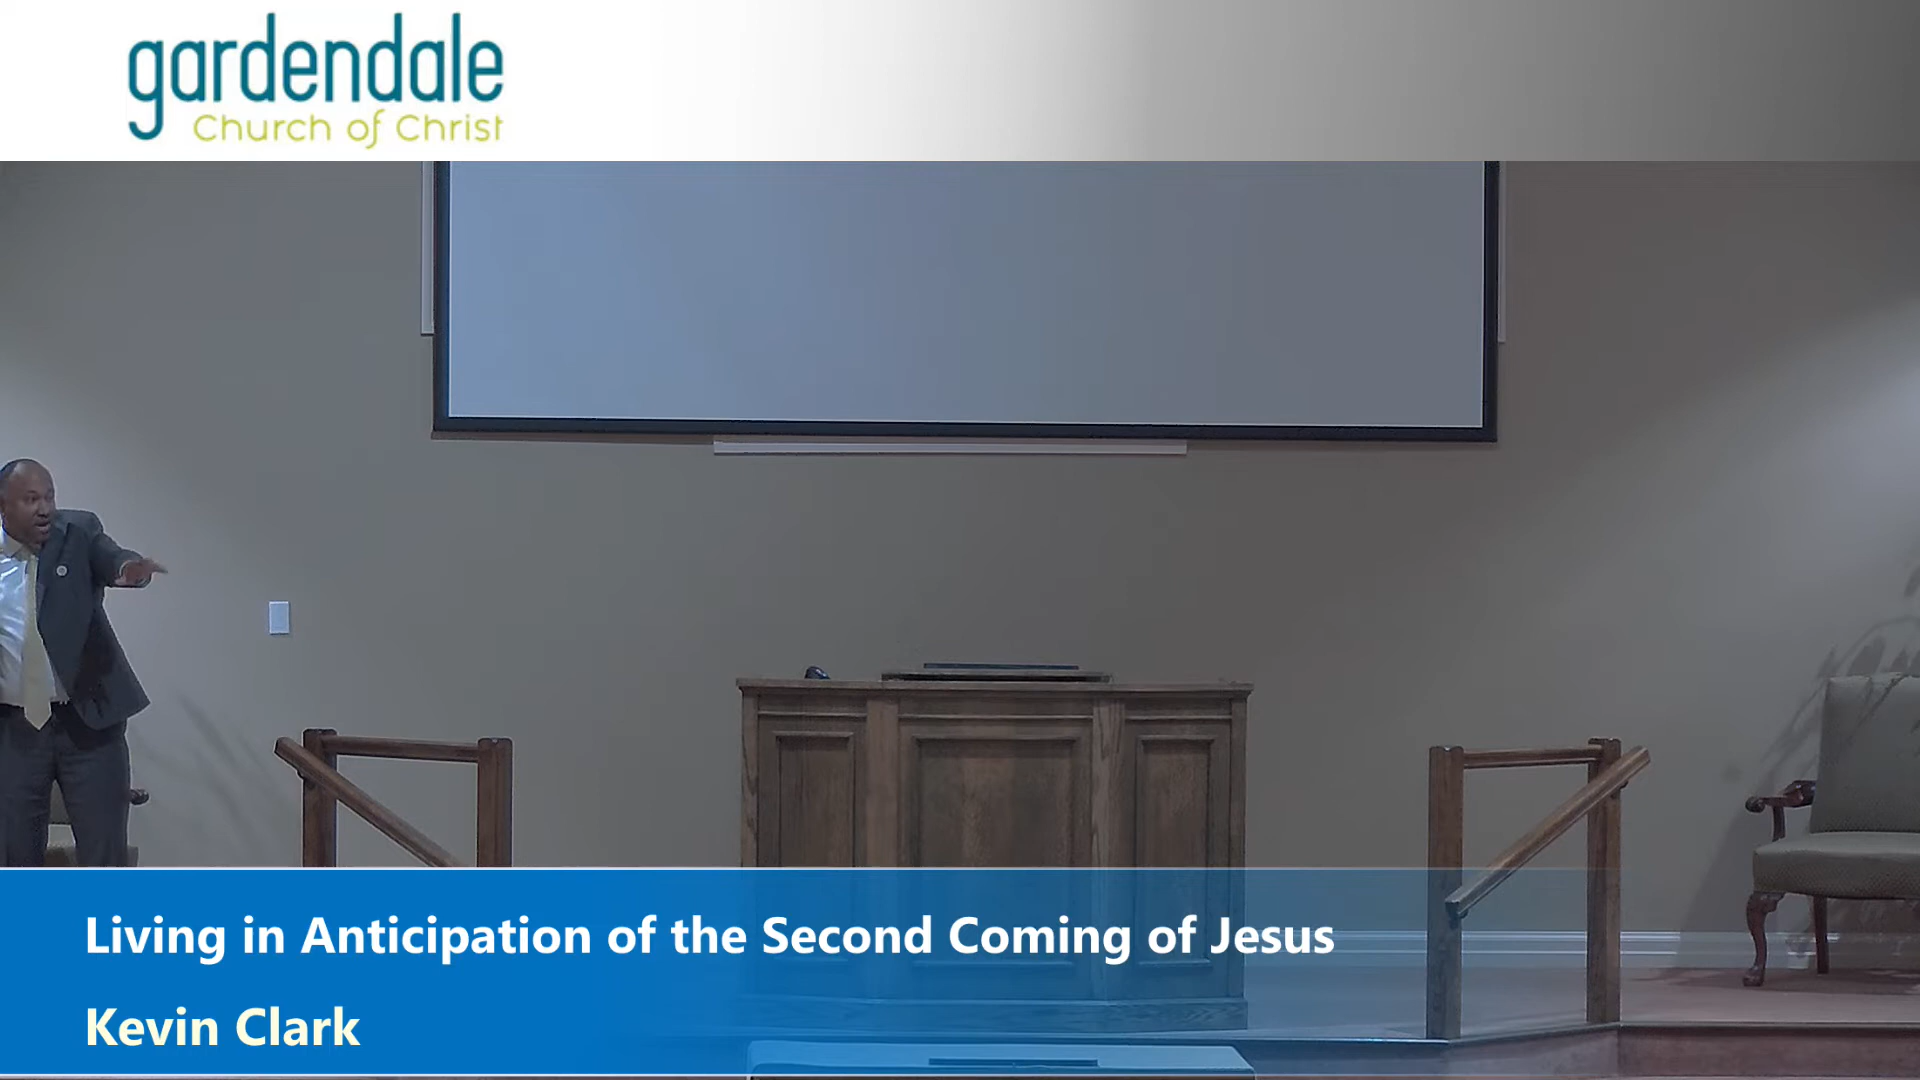 gardendale
Church of Christ
Living in Anticipation of the Second Coming of Jesus
Kevin Clark